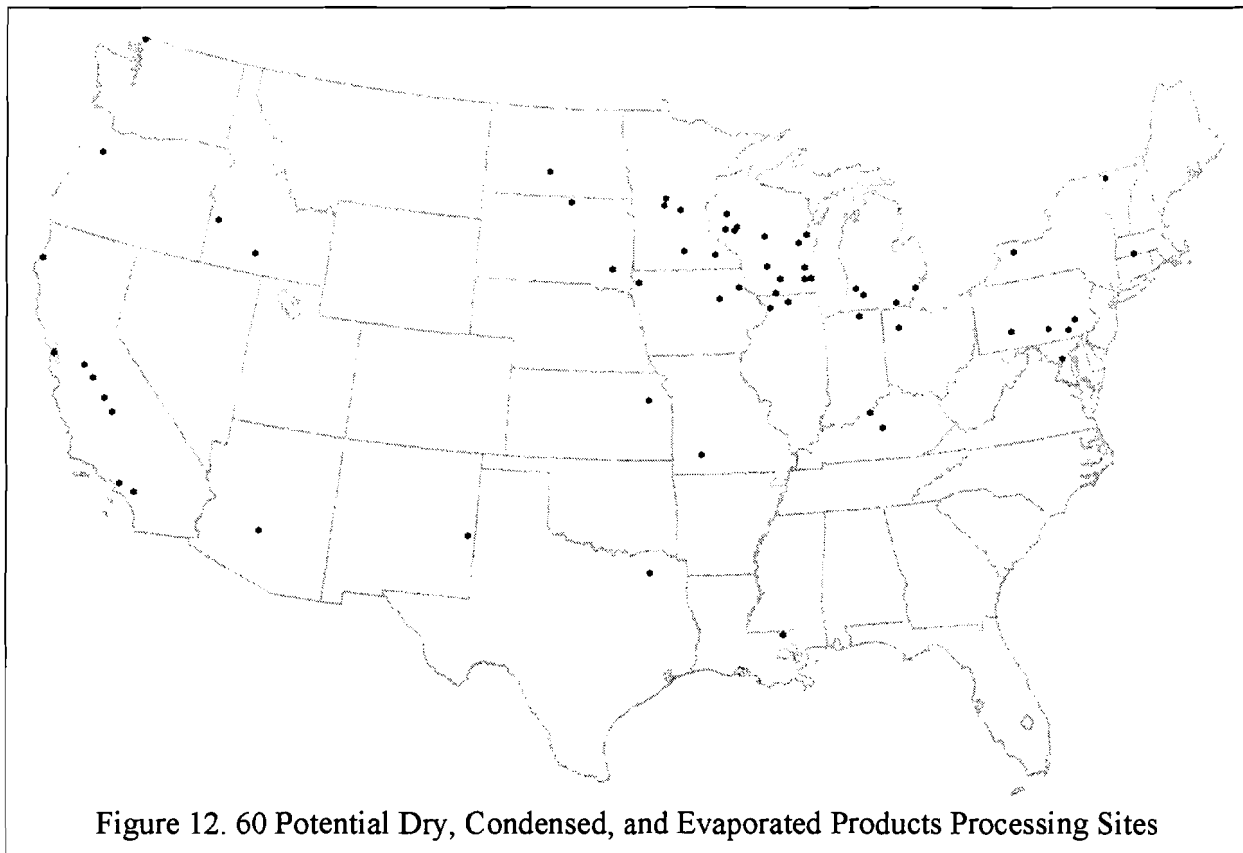 Figure 12. 60 Potential Dry, Condensed, and Evaporated Products Processing Sites